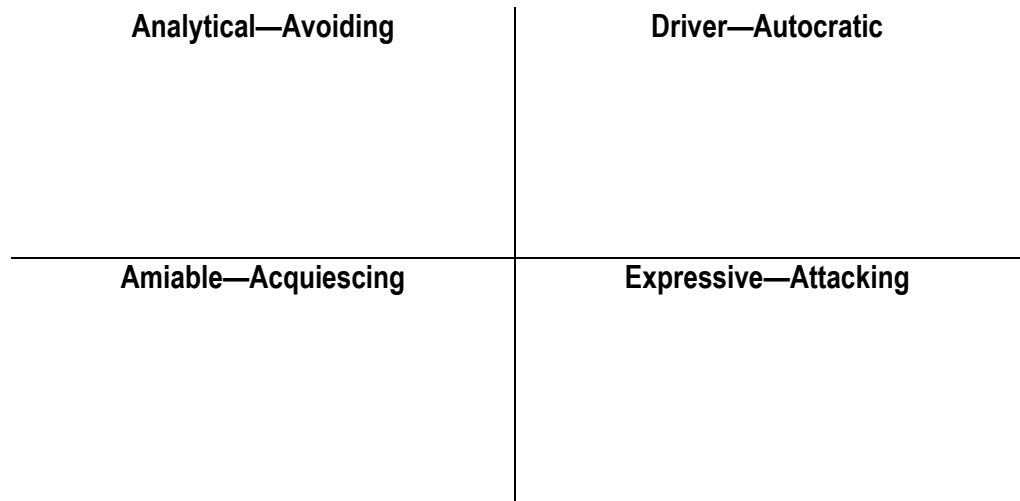 Analytical—Avoiding
Driver—Autocratic
Amiable—Acquiescing
Expressive—Attacking